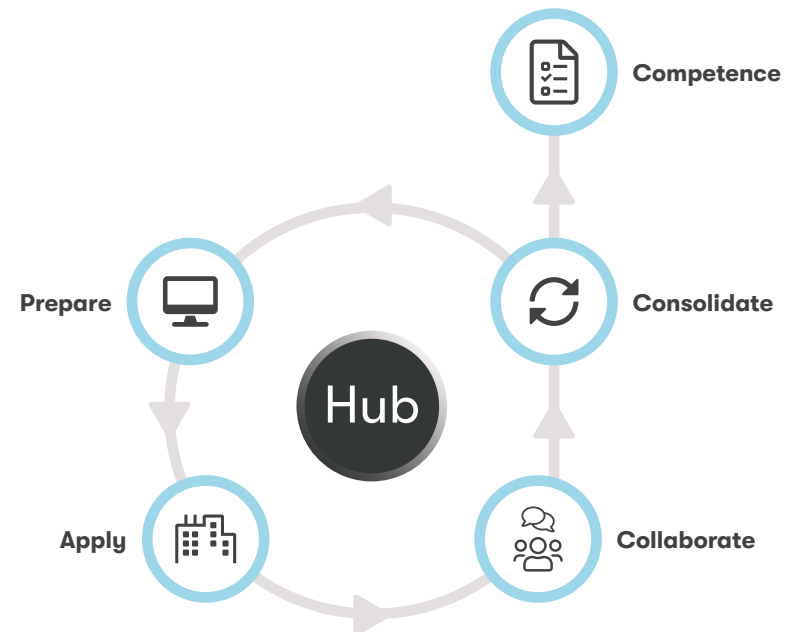 Competence
Prepare
Consolidate
Hub
Apply
Collaborate